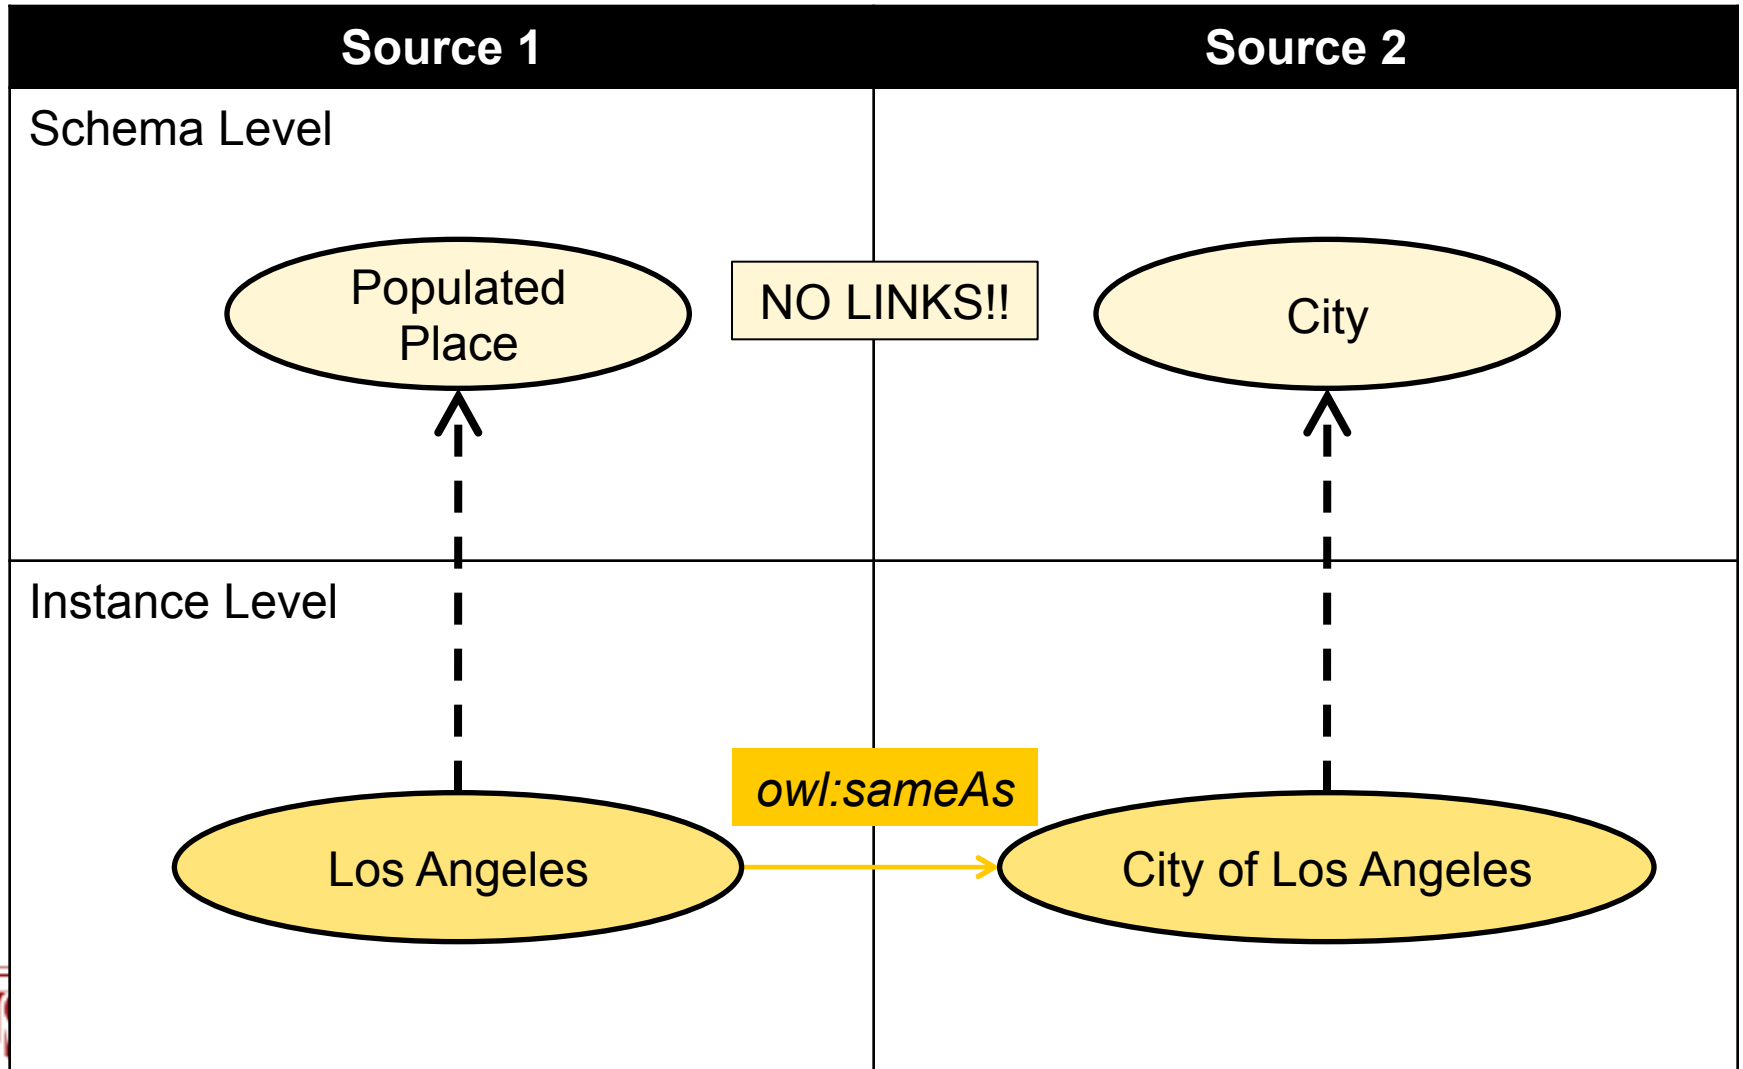 Source 1
Source 2
Schema Level
Populated
Place
NO LINKS!!
City
Instance Level
owl:sameAs
Los Angeles
City of Los Angeles